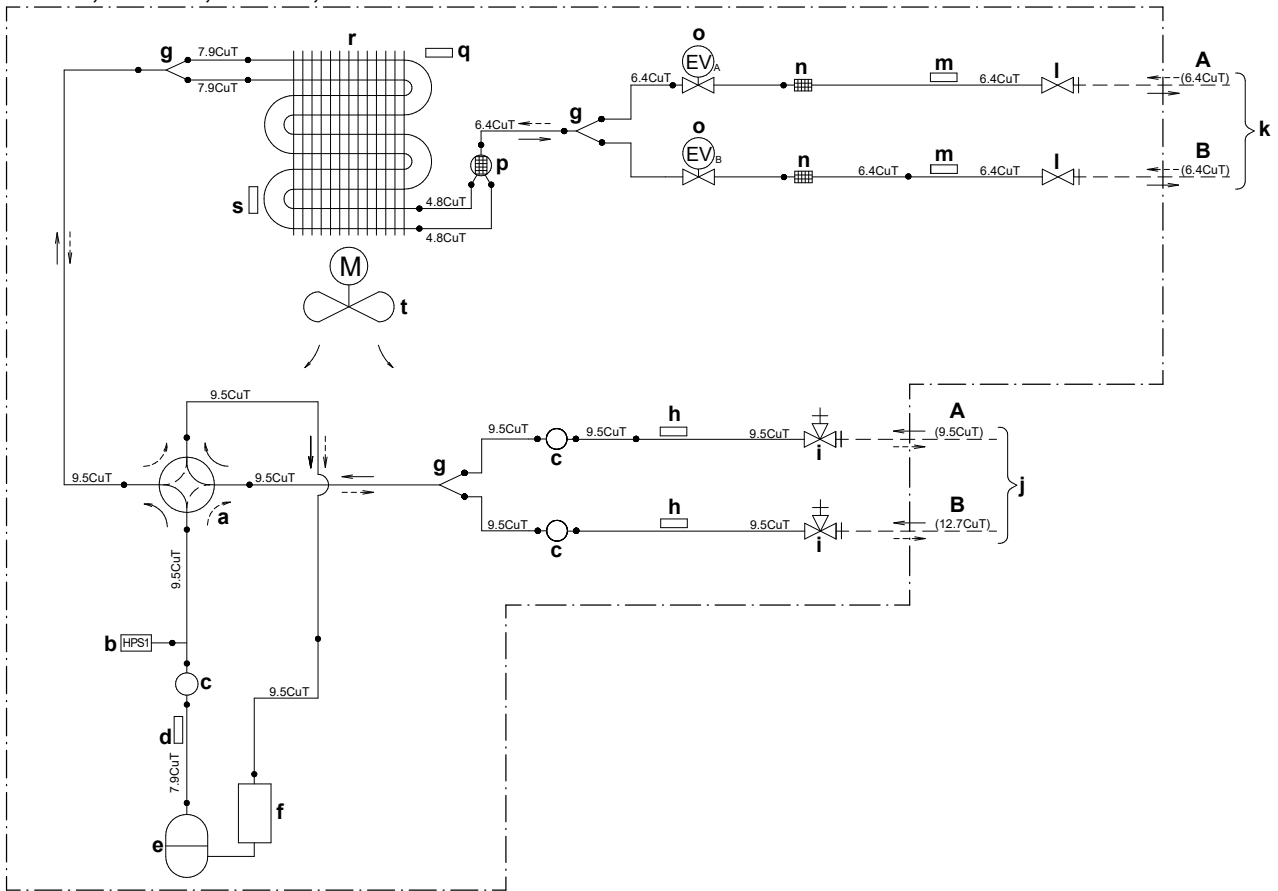 g
7.9CuT
r
q
7.9CuT
o
EV
A
n
m
l
A
6.4CuT
6.4CuT
(6.4CuT)
k
g
6.4CuT
p
o
EV
B
n
m
l
B
6.4CuT
6.4CuT
(6.4CuT)
s
4.8CuT
4.8CuT
M
t
9.5CuT
h
A
9.5CuT
9.5CuT
9.5CuT
(9.5CuT)
c
i
g
j
9.5CuT
9.5CuT
a
h
B
9.5CuT
9.5CuT
(12.7CuT)
c
i
9.5CuT
b
HPS1
c
9.5CuT
d
7.9CuT
f
e